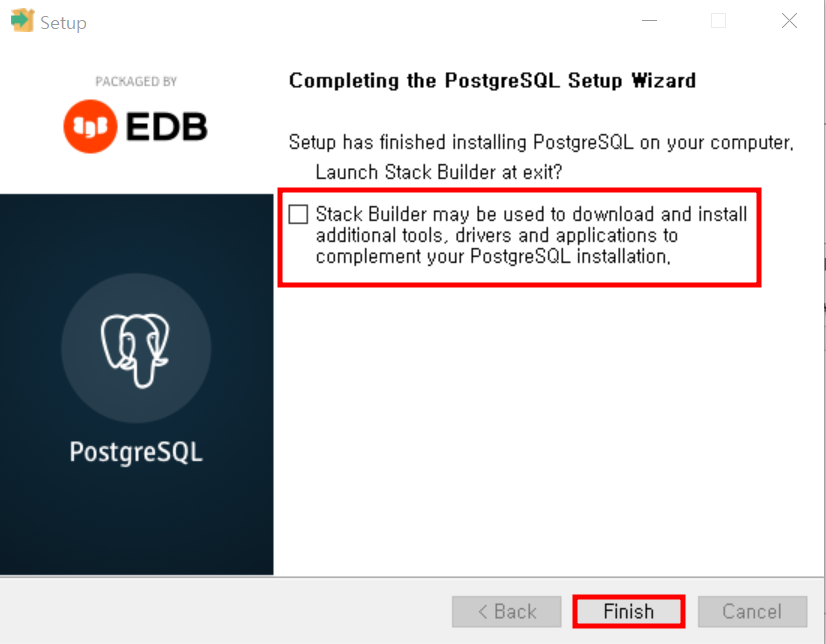 Setup
PACKAGED BY
EDB
PostgreSQL
Completing the PostgreSQL Setup Wizard
Setup has finished installing PostgreSQL on your computer.
Launch Stack Builder at exit?
Stack Builder may be used to download and install
additional tools, drivers and applications to
complement your PostgreSQL installation.
< Back
Finish
Cancel